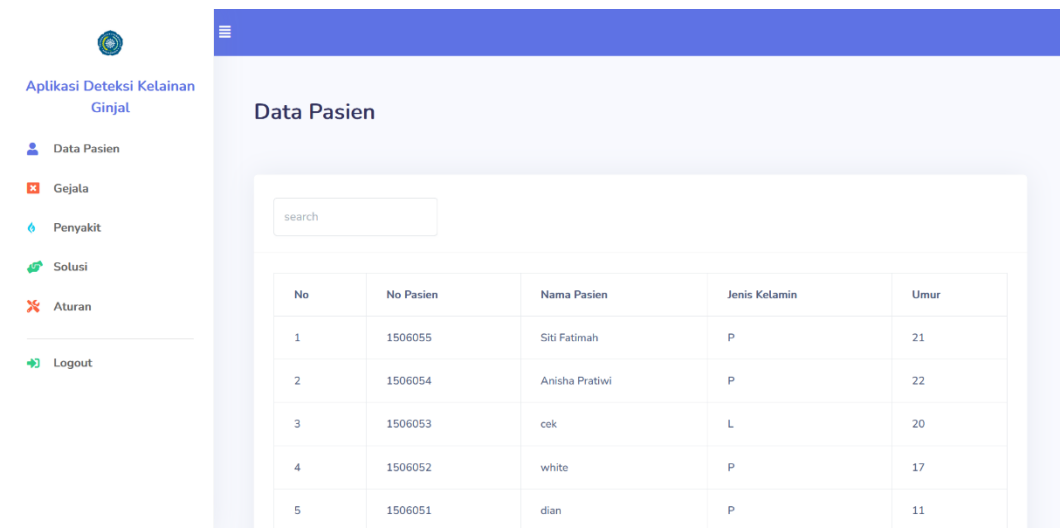 Aplikasi Deteksi Kelainan
Ginjal
Data Pasien
Gejala
Penyakit
Solusi
Aturan
Logout
Data Pasien
search
No No Pasien Nama Pasien Jenis Kelamin Umur
1 1506055 Siti Fatimah P 21
2 1506054 Anisha Pratiwi P 22
3 1506053 cek L 20
4 1506052 white P 17
5 1506051 dian P 11